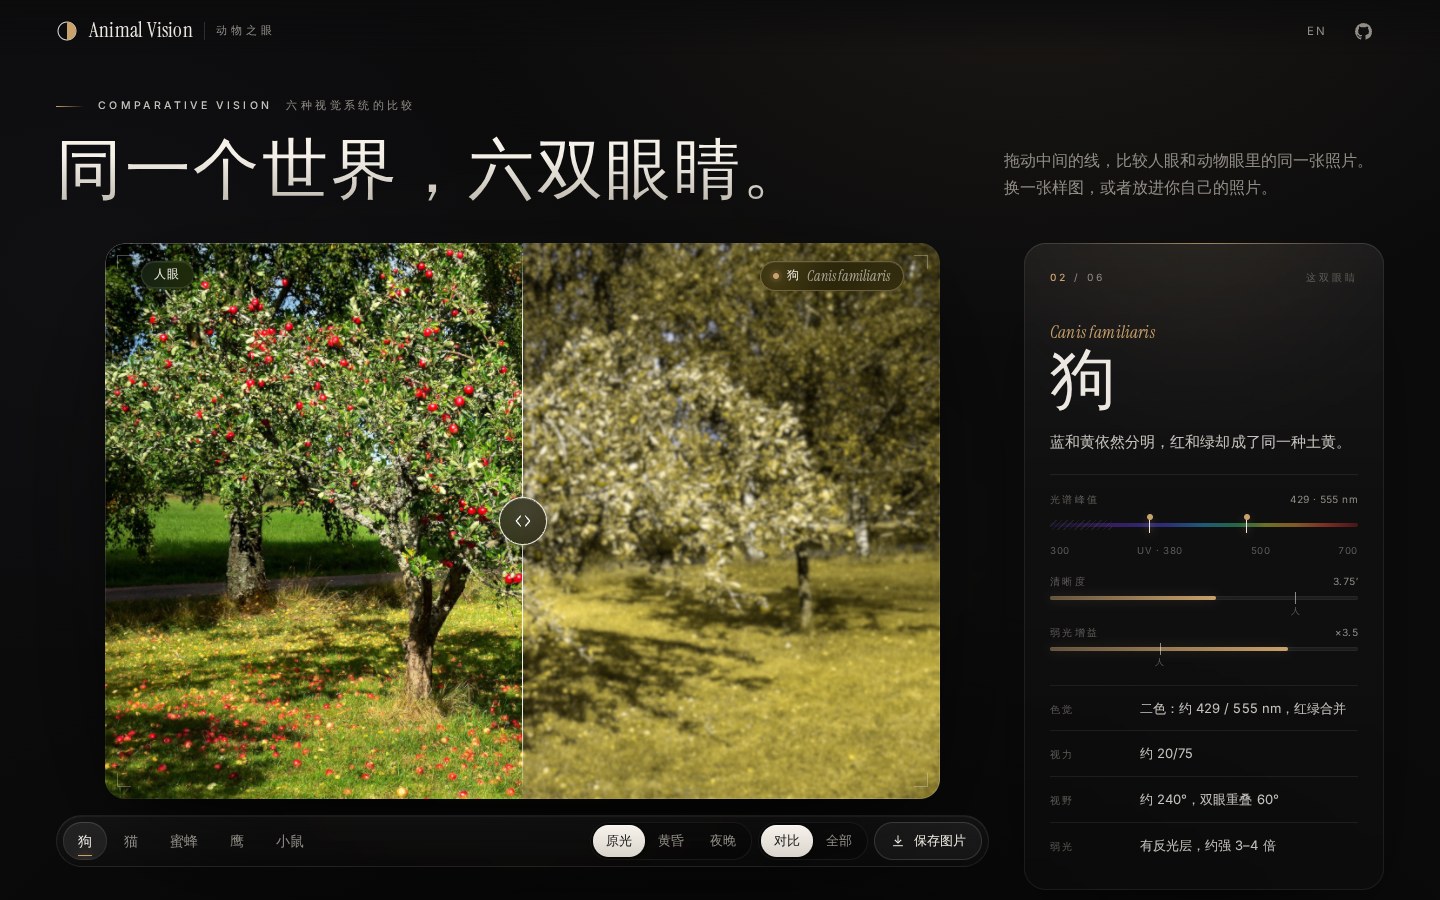 Animal Vision 动物之眼
EN
COMPARATIVE VISION 六种视觉系统的比较
同一个世界，六双眼睛。
拖动中间的线，比较人眼和动物眼里的同一张照片。
换一张样图，或者放进你自己的照片。
人眼
狗 Canis familiaris
02 / 06 这双眼睛
Canis familiaris
狗
蓝和黄依然分明，红和绿却成了同一种土黄。
光谱峰值 429 · 555 nm
300 UV · 380 500 700
清晰度 3.75'
人
弱光增益 ×3.5
人
色觉 二色：约 429 / 555 nm，红绿合并
视力 约 20/75
视野 约 240°，双眼重叠 60°
弱光 有反光层，约强 3–4 倍
狗 猫 蜜蜂 鹰 小鼠
原光 黄昏 夜晚 对比 全部 保存图片